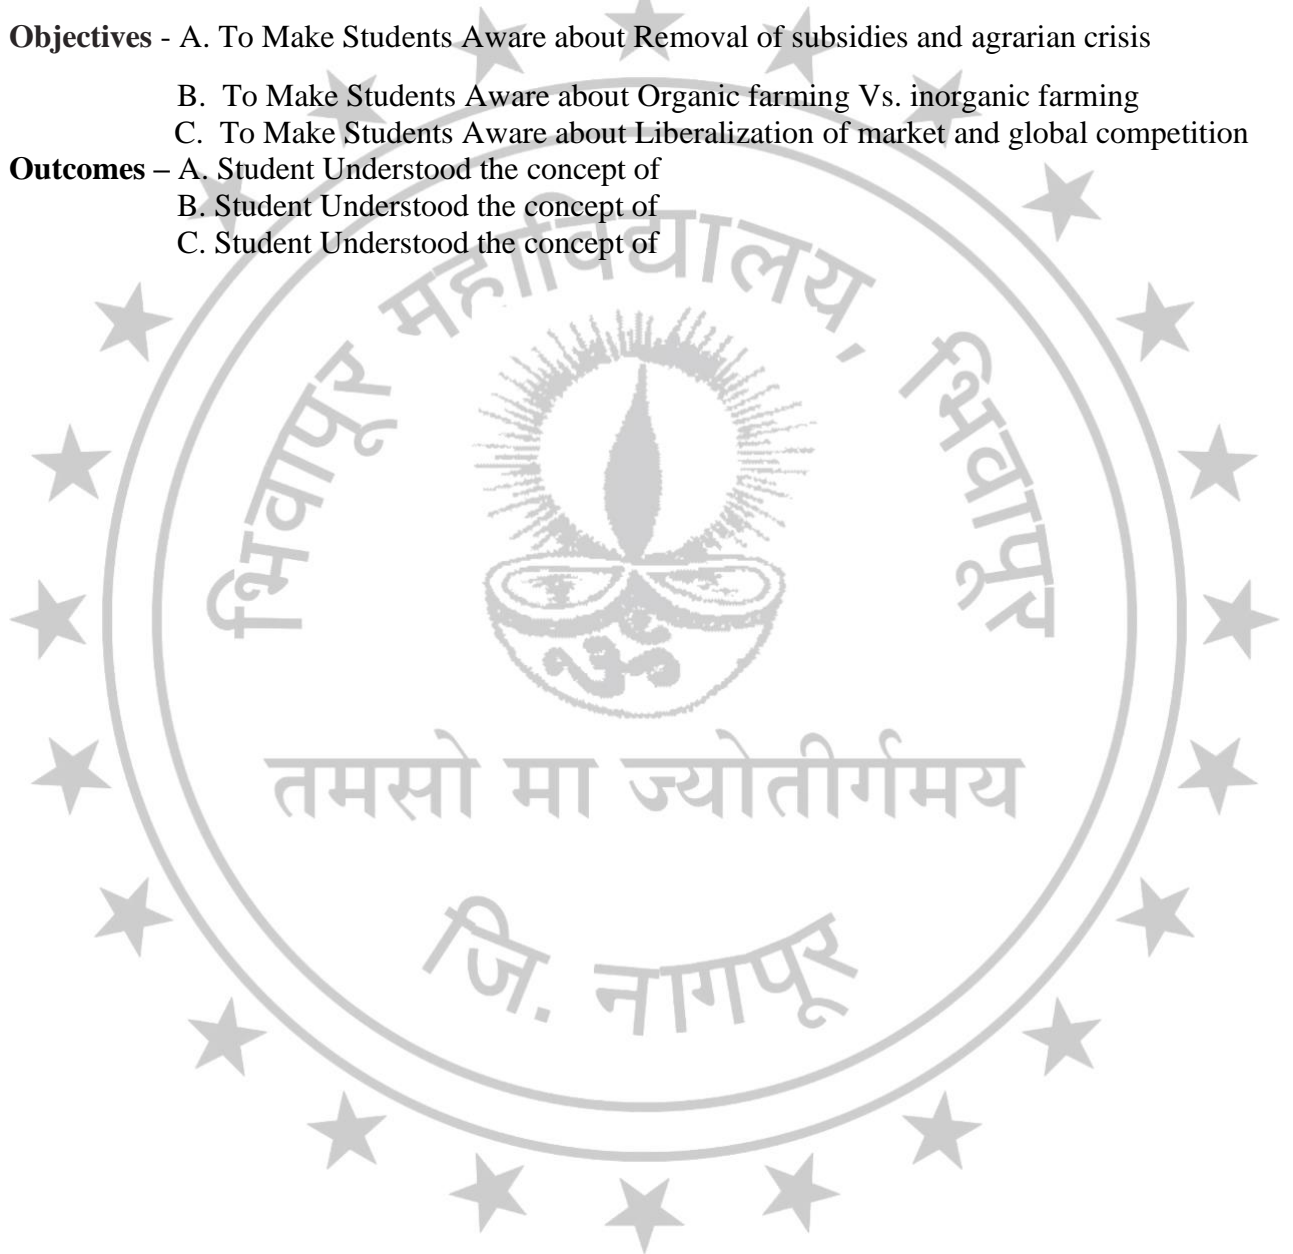 Objectives - A. To Make Students Aware about Removal of subsidies and agrarian crisis
B. To Make Students Aware about Organic farming Vs. inorganic farming
C. To Make Students Aware about Liberalization of market and global competition
Outcomes – A. Student Understood the concept of
B. Student Understood the concept of
C. Student Understood the concept of
भिवापूर महाविद्यालय, भिवापूर
ॐ
तमसो मा ज्योतीर्गमय
जि. नागपूर